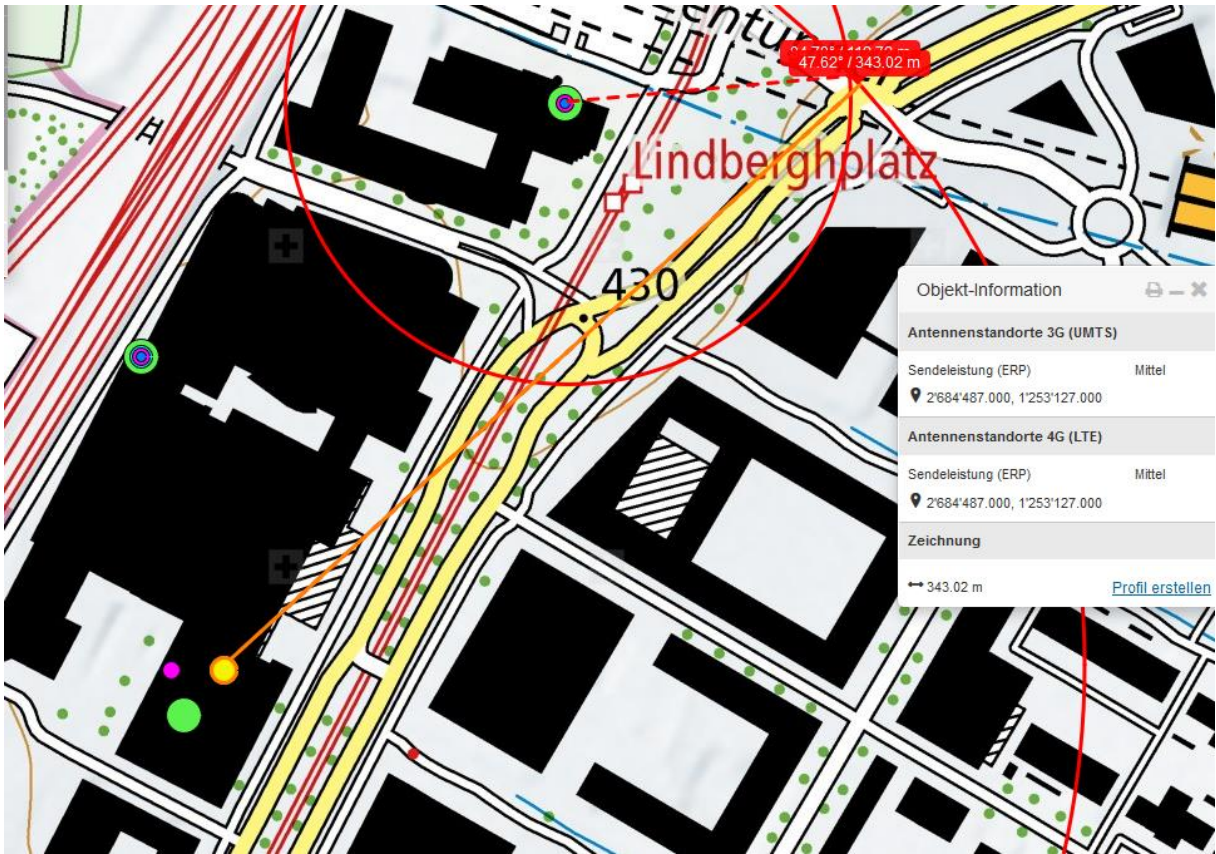 47.62° / 343.02 m
Lindberghplatz
430
Objekt-Information
Antennenstandorte 3G (UMTS)
Sendeleistung (ERP) Mittel
2'684'487.000, 1'253'127.000
Antennenstandorte 4G (LTE)
Sendeleistung (ERP) Mittel
2'684'487.000, 1'253'127.000
Zeichnung
343.02 m Profil erstellen